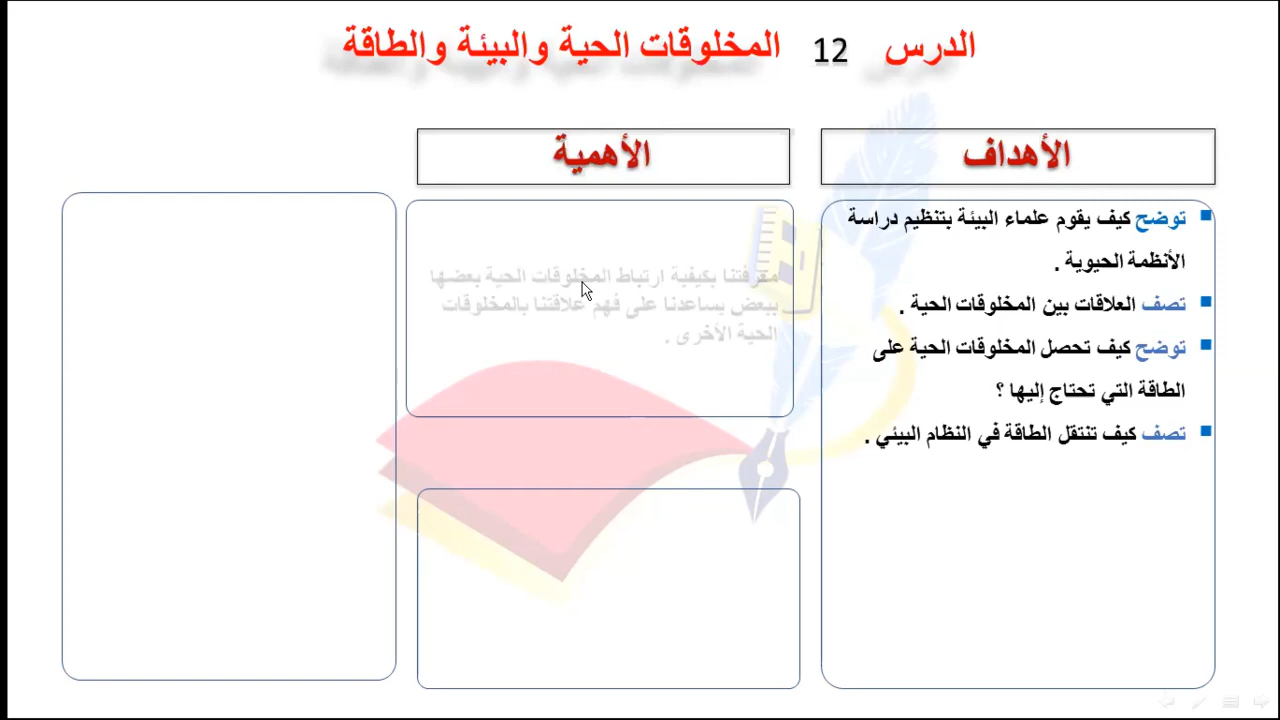 الدرس 12 المخلوقات الحية والبيئة والطاقة
الأهداف
توضح كيف يقوم علماء البيئة بتنظيم دراسة
الأنظمة الحيوية .
تصف العلاقات بين المخلوقات الحية .
توضح كيف تحصل المخلوقات الحية على
الطاقة التي تحتاج إليها ؟
تصف كيف تنتقل الطاقة في النظام البيئي .
الأهمية
معرفتنا بكيفية ارتباط المخلوقات الحية بعضها
ببعض يساعدنا على فهم علاقتنا بالمخلوقات
الحية الأخرى .